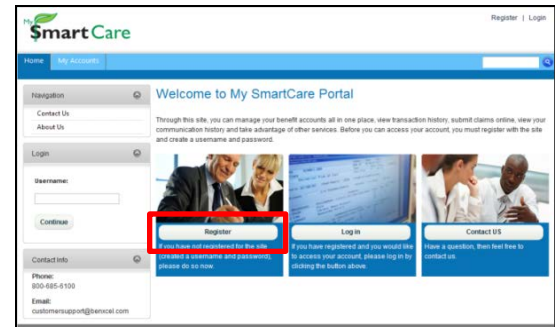 My
SmartCare
Register | Login
Home My Accounts
Navigation
Contact Us
About Us
Login
Username:
Continue
Contact Info
Phone:
800-685-6100
Email:
customersupport@benxcel.com
Welcome to My SmartCare Portal
Through this site, you can manage your benefit accounts all in one place, view transaction history, submit claims online, view your
communication history and take advantage of other services. Before you can access your account, you must register with the site
and create a username and password.
Register
If you have not registered for the site
(created a username and password),
please do so now.
Log in
If you have registered and you would like
to access your account, please log in by
clicking the button above.
Contact US
Have a question, then feel free to
contact us.